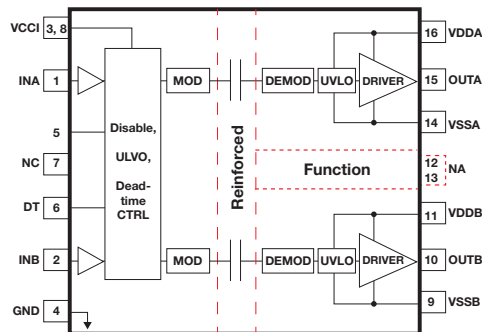 VCCI 3, 8
16 VDDA
INA 1
MOD
DEMOD UVLO DRIVER
15 OUTA
14 VSSA
5
Disable,
ULVO,
Dead-
time
CTRL
Reinforced
Function
12
13
NA
NC 7
DT 6
11 VDDB
INB 2
MOD
DEMOD UVLO DRIVER
10 OUTB
9 VSSB
GND 4